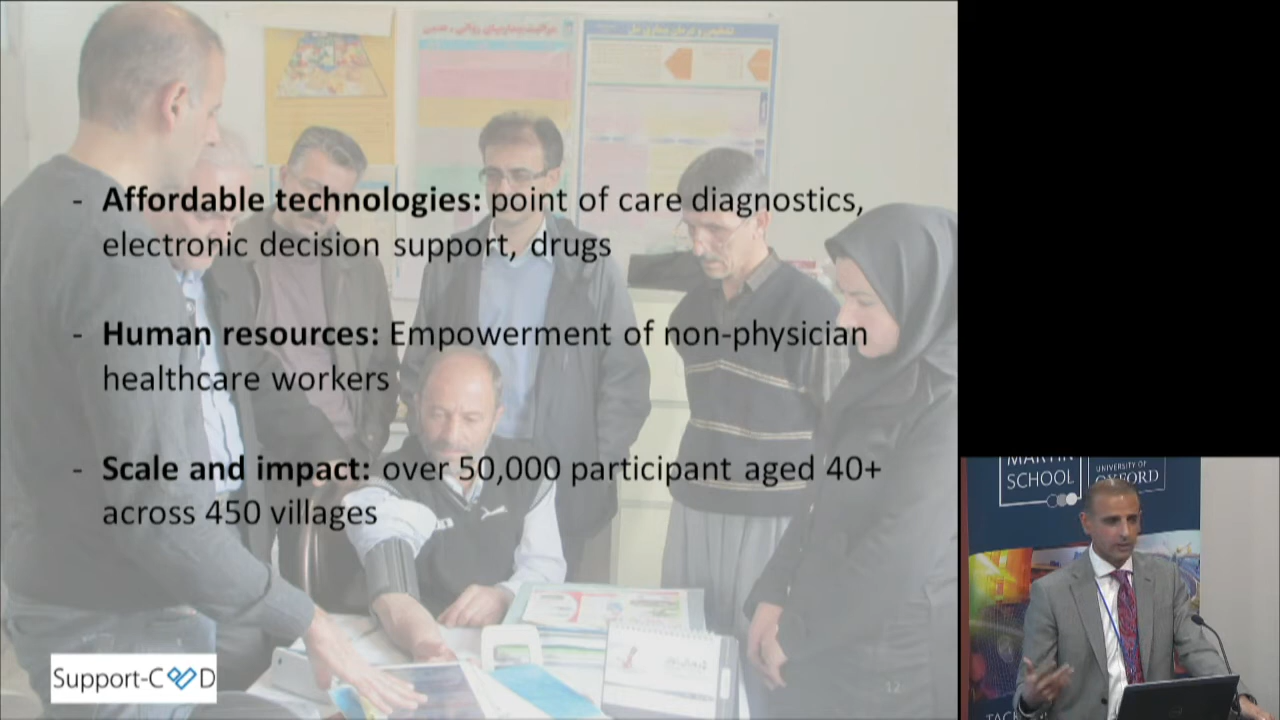 - Affordable technologies: point of care diagnostics,
electronic decision support, drugs
- Human resources: Empowerment of non-physician
healthcare workers
- Scale and impact: over 50,000 participant aged 40+
across 450 villages
Support-C D
12
MARTIN
SCHOOL
UNIVERSITY OF
OXFORD